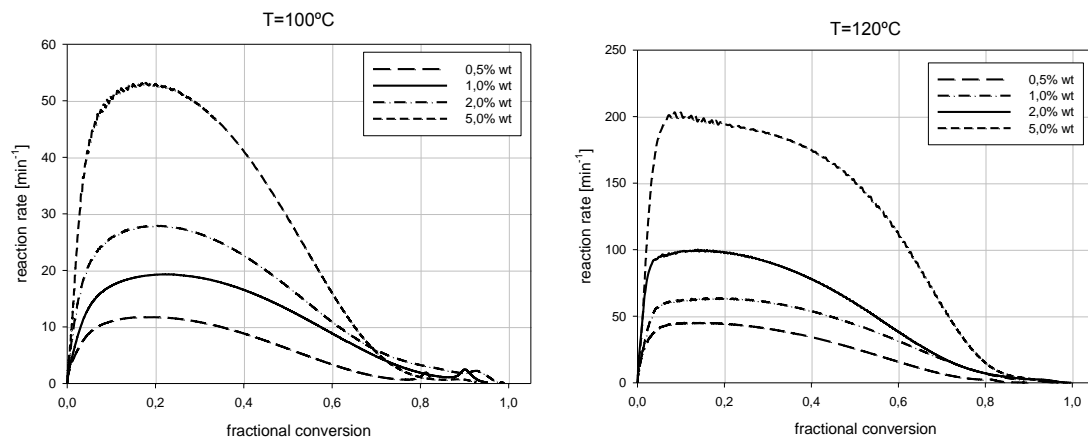 T=100ºC
reaction rate [min⁻¹]
60
50
40
30
20
10
0
0,5% wt
1,0% wt
2,0% wt
5,0% wt
0,0 0,2 0,4 0,6 0,8 1,0
fractional conversion
T=120ºC
reaction rate [min⁻¹]
250
200
150
100
50
0
0,5% wt
1,0% wt
2,0% wt
5,0% wt
0,0 0,2 0,4 0,6 0,8 1,0
fractional conversion